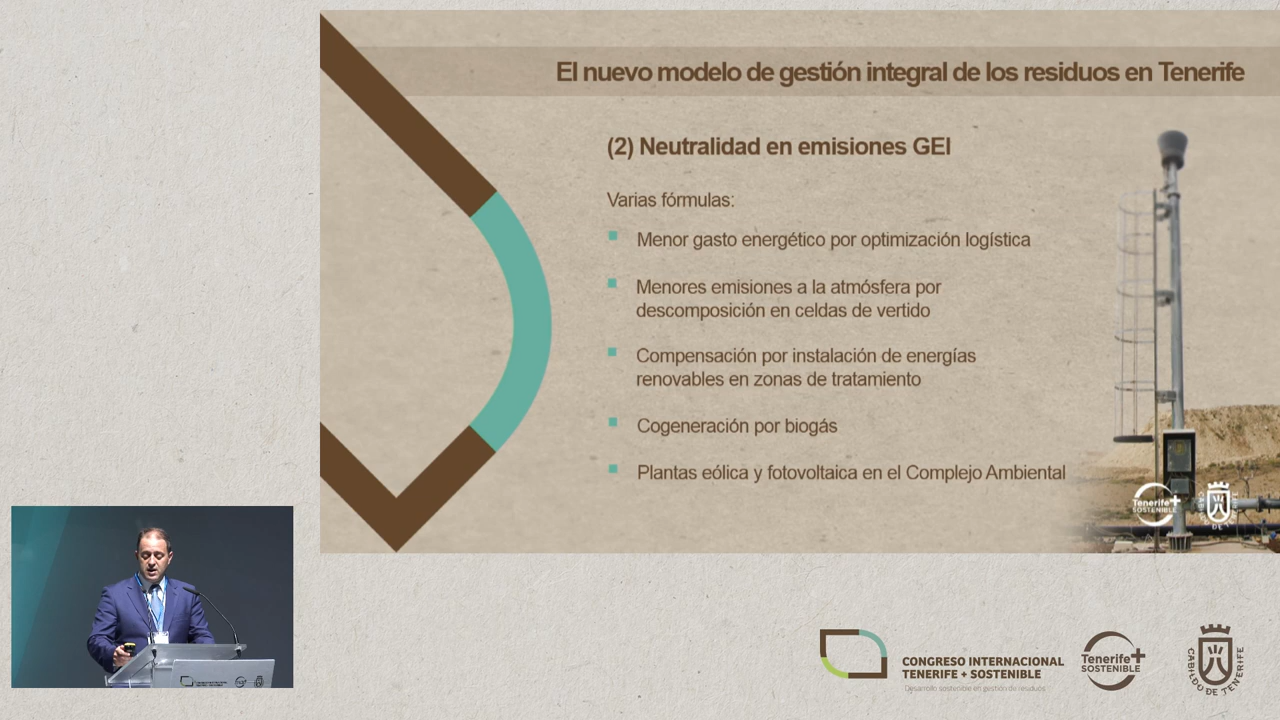 El nuevo modelo de gestión integral de los residuos en Tenerife
(2) Neutralidad en emisiones GEI
Varias fórmulas:
Menor gasto energético por optimización logística
Menores emisiones a la atmósfera por
descomposición en celdas de vertido
Compensación por instalación de energías
renovables en zonas de tratamiento
Cogeneración por biogás
Plantas eólica y fotovoltaica en el Complejo Ambiental
Tenerife+
SOSTENIBLE
CABILDO DE TENERIFE
CONGRESO INTERNACIONAL
TENERIFE + SOSTENIBLE
Desarrollo sostenible en gestión de residuos
Tenerife+
SOSTENIBLE
CABILDO DE TENERIFE